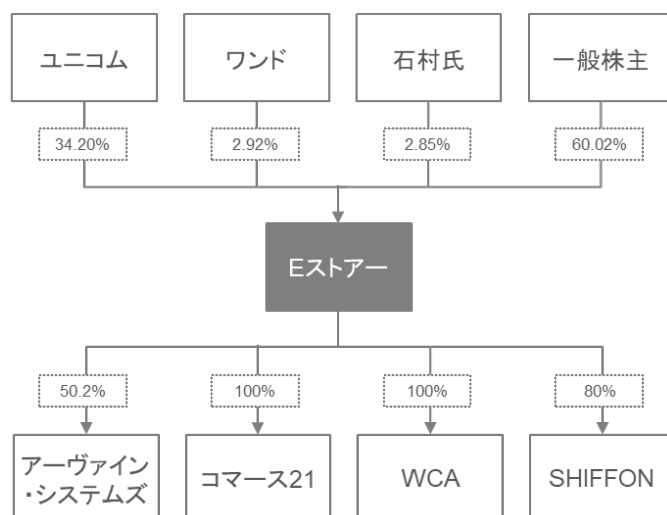 ユニコム
ワンド
石村氏
一般株主
34.20%
2.92%
2.85%
60.02%
Eストアー
50.2%
100%
100%
80%
アーヴァイン
・システムズ
コマース21
WCA
SHIFFON